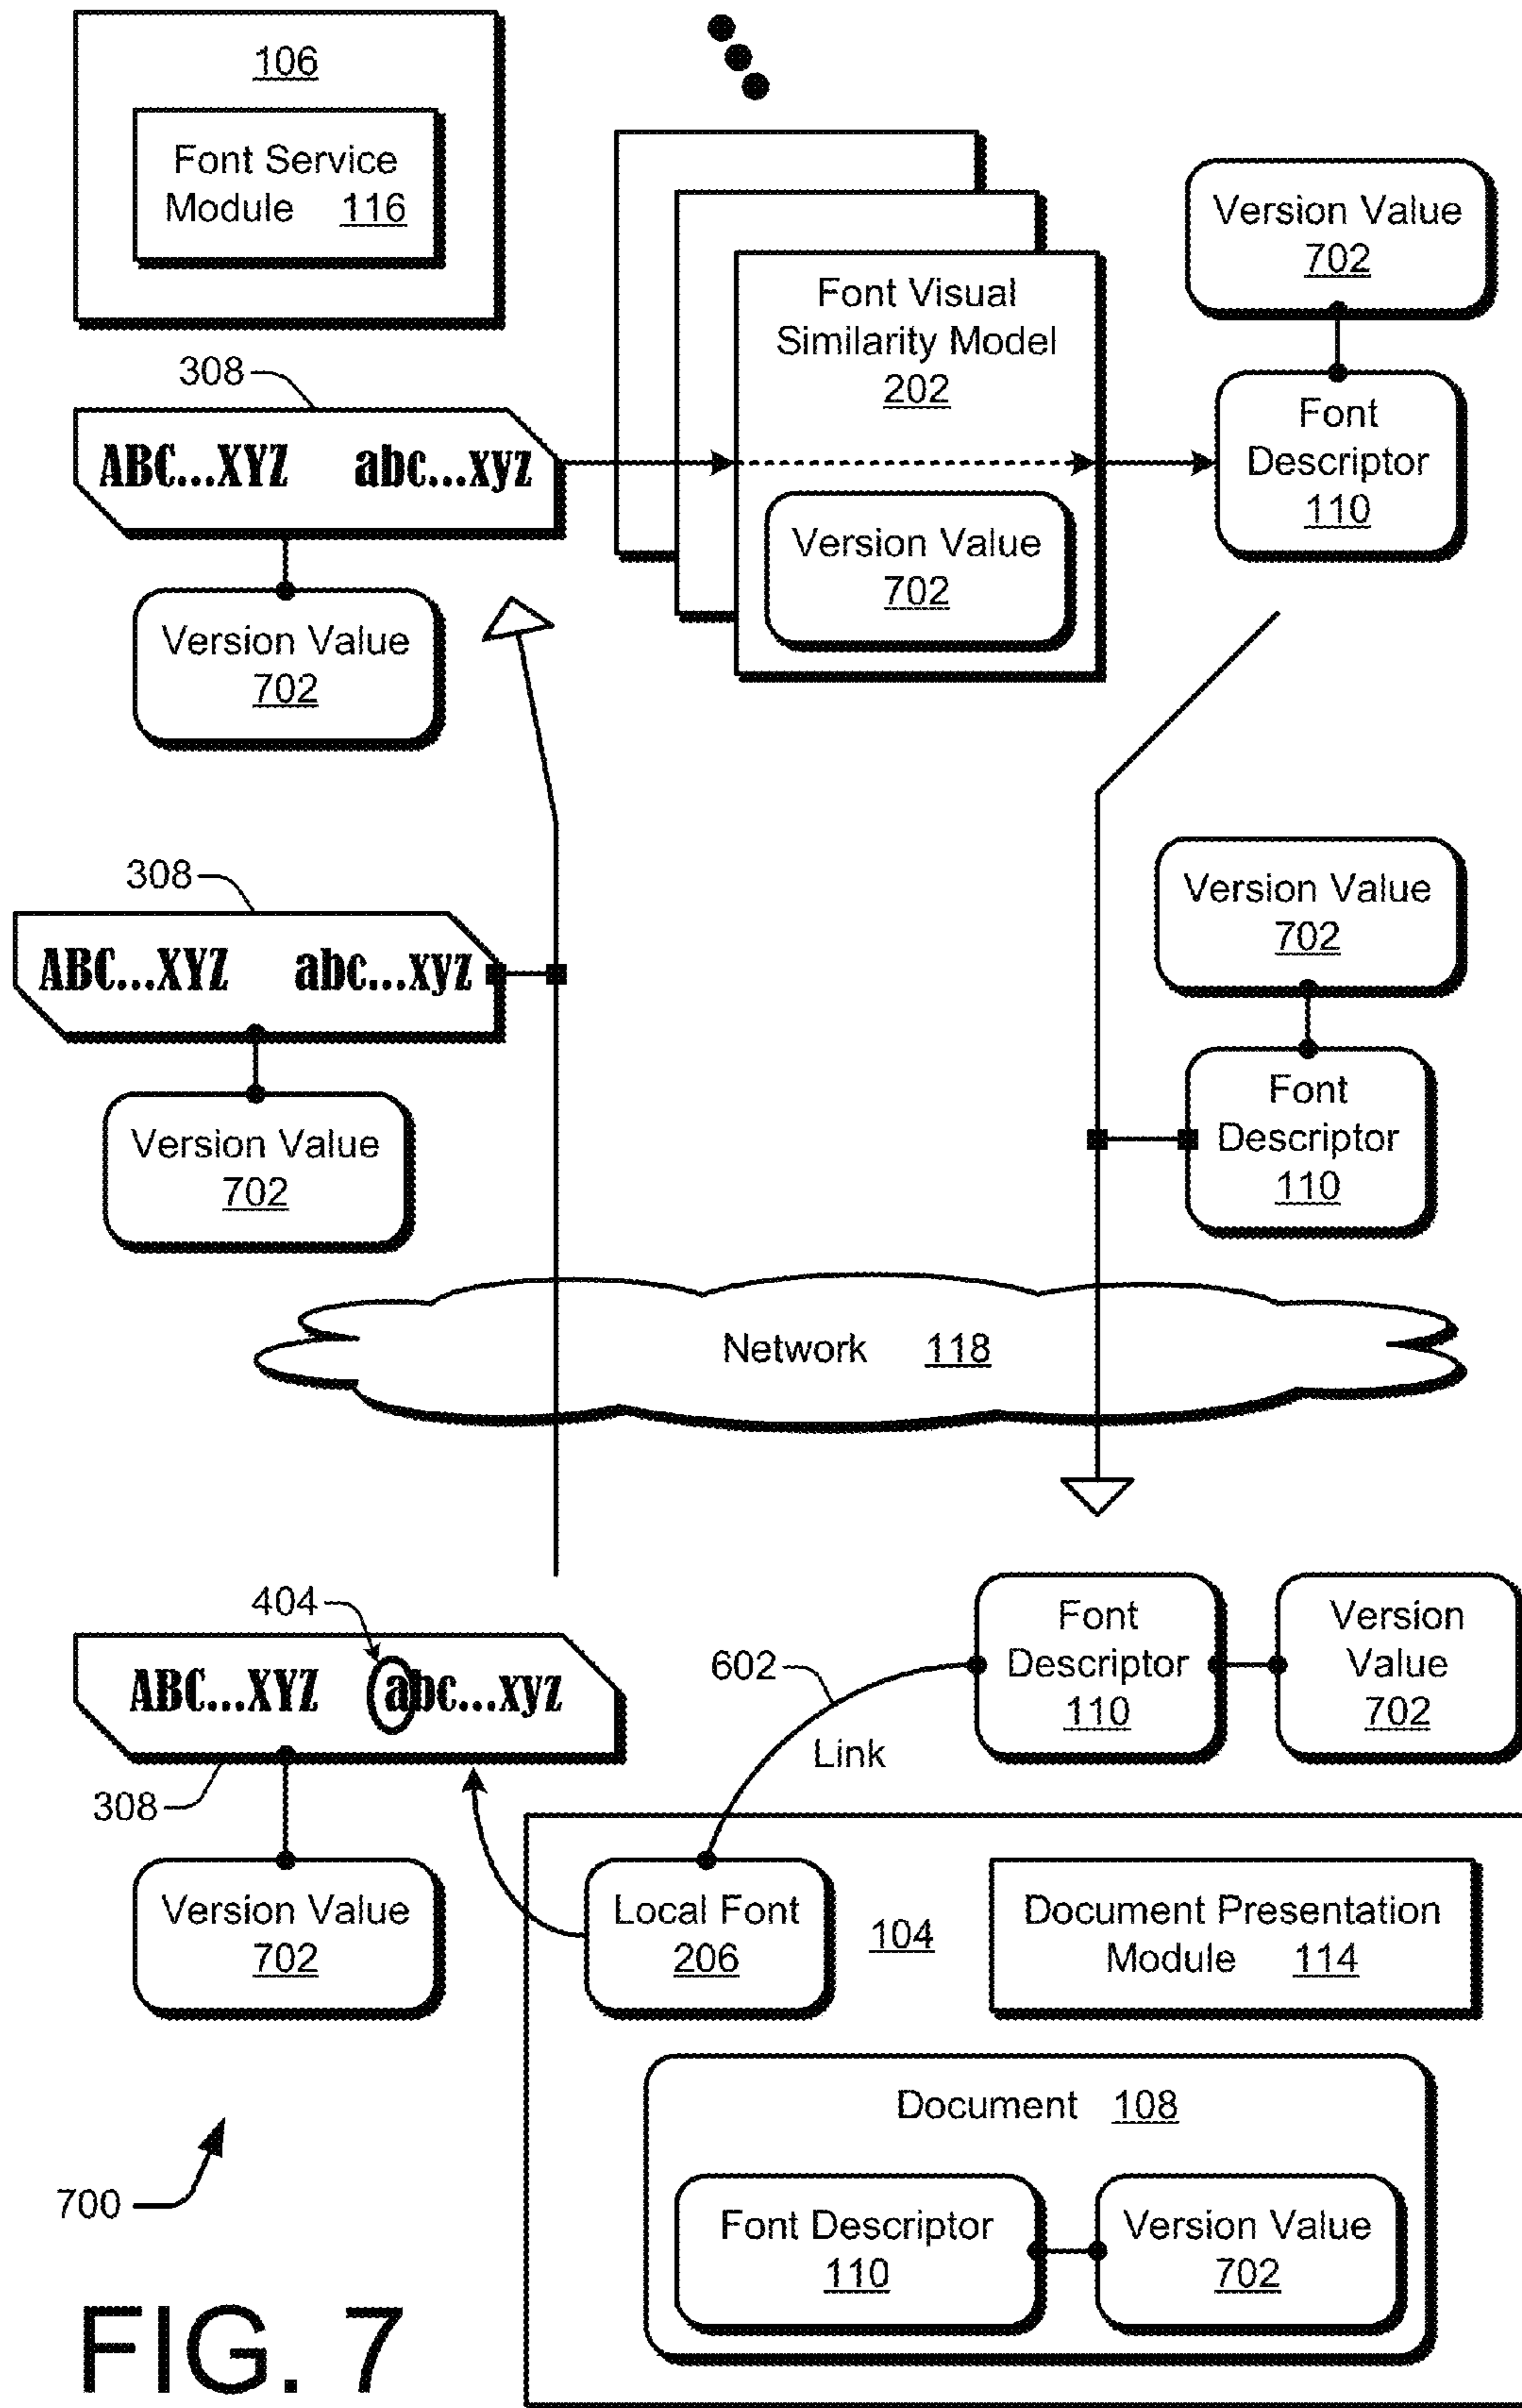 106
Font Service
Module 116
Font Visual
Similarity Model
202
Version Value
702
Version Value
702
Font
Descriptor
110
308
ABC...XYZ abc...xyz
Version Value
702
308
ABC...XYZ abc...xyz
Version Value
702
Version Value
702
Font
Descriptor
110
Network 118
404
ABC...XYZ abc...xyz
308
Version Value
702
602
Link
Font
Descriptor
110
Version
Value
702
Local Font
206
104
Document Presentation
Module 114
Document 108
Font Descriptor
110
Version Value
702
700
FIG. 7